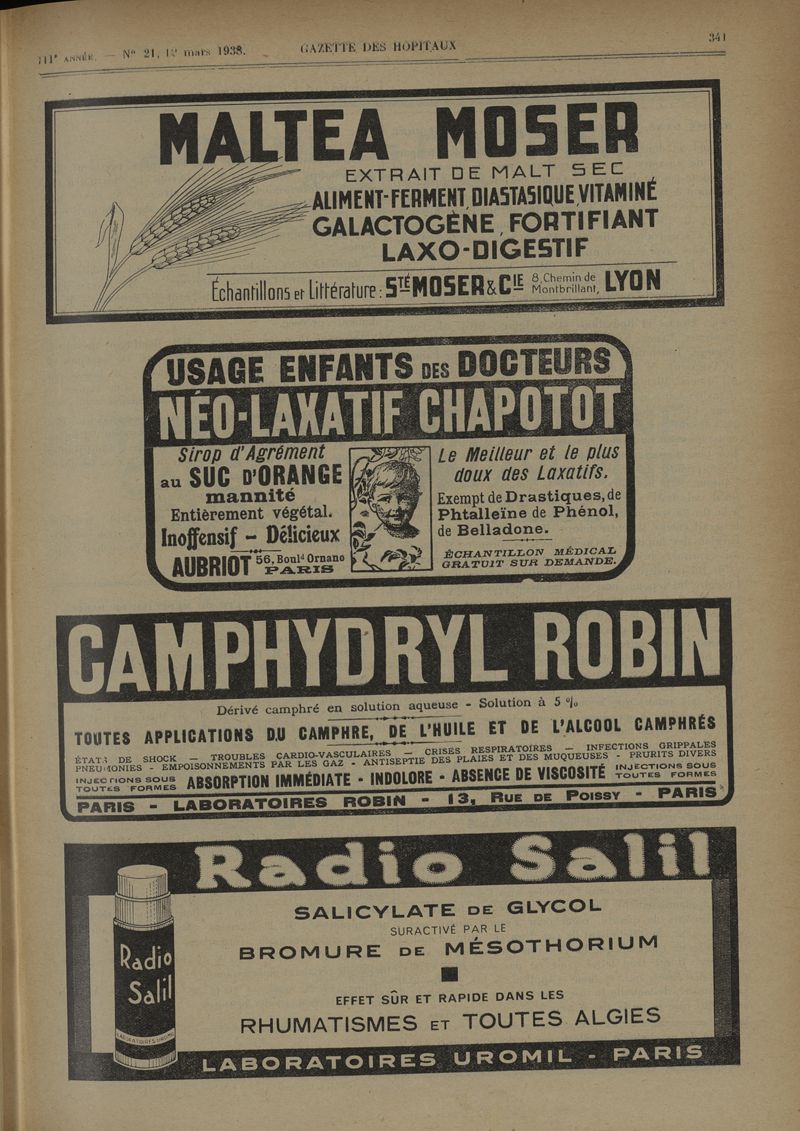 111e ANNÉE. — No 21, 12 mars 1938.
GAZETTE DES HOPITAUX
341
MALTEA MOSER
EXTRAIT DE MALT SEC
ALIMENT-FERMENT, DIASTASIQUE, VITAMINÉ
GALACTOGÈNE, FORTIFIANT
LAXO-DIGESTIF
Échantillons et Littérature : STÉ MOSER & CIE 8, Chemin de Montbrillant, LYON
USAGE ENFANTS DES DOCTEURS
NÉO-LAXATIF CHAPOTOT
Sirop d'Agrément
au SUC D'ORANGE
mannité
Entièrement végétal.
Inoffensif - Délicieux
AUBRIOT 56, Bould Ornano
PARIS
Le Meilleur et le plus
doux des Laxatifs.
Exempt de Drastiques, de
Phtalleïne de Phénol,
de Belladone.
ÉCHANTILLON MÉDICAL
GRATUIT SUR DEMANDE.
CAMPHYDRYL ROBIN
Dérivé camphré en solution aqueuse - Solution à 5 %
TOUTES APPLICATIONS DU CAMPHRE, DE L'HUILE ET DE L'ALCOOL CAMPHRÉS
ÉTATS DE SHOCK — TROUBLES CARDIO-VASCULAIRES — CRISES RESPIRATOIRES — INFECTIONS GRIPPALES
PNEUMONIES - EMPOISONNEMENTS PAR LES GAZ - ANTISEPTIE DES PLAIES ET DES MUQUEUSES - PRURITS DIVERS
INJECTIONS SOUS TOUTES FORMES ABSORPTION IMMÉDIATE - INDOLORE - ABSENCE DE VISCOSITÉ INJECTIONS SOUS TOUTES FORMES
PARIS - LABORATOIRES ROBIN - 13, RUE DE POISSY - PARIS
Radio Salil
SALICYLATE DE GLYCOL
SURACTIVÉ PAR LE
BROMURE DE MÉSOTHORIUM
EFFET SÛR ET RAPIDE DANS LES
RHUMATISMES ET TOUTES ALGIES
Radio
Salil
LABORATOIRES UROMIL
LABORATOIRES UROMIL - PARIS